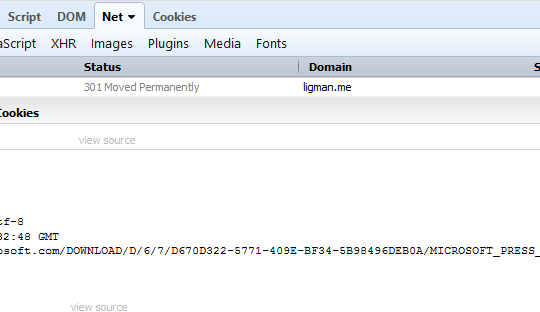 Script DOM Net Cookies
aScript XHR Images Plugins Media Fonts
Status Domain S
301 Moved Permanently ligman.me
Cookies
view source
tf-8
32:48 GMT
osoft.com/DOWNLOAD/D/6/7/D670D322-5771-409E-BF34-5B98496DEB0A/MICROSOFT_PRESS_
view source